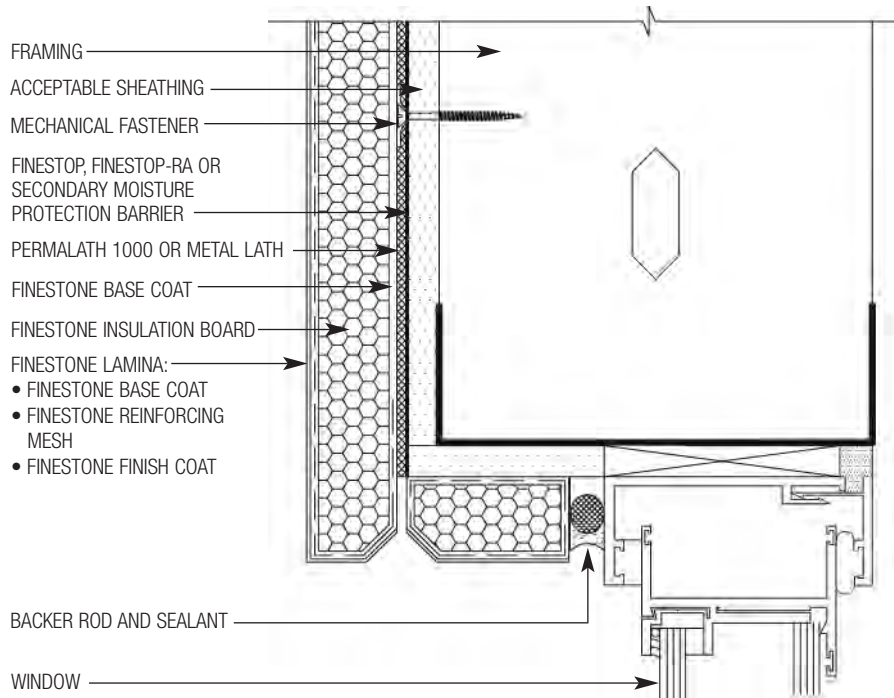 FRAMING
ACCEPTABLE SHEATHING
MECHANICAL FASTENER
FINESTOP, FINESTOP-RA OR
SECONDARY MOISTURE
PROTECTION BARRIER
PERMALATH 1000 OR METAL LATH
FINESTONE BASE COAT
FINESTONE INSULATION BOARD
FINESTONE LAMINA:
• FINESTONE BASE COAT
• FINESTONE REINFORCING
MESH
• FINESTONE FINISH COAT
BACKER ROD AND SEALANT
WINDOW